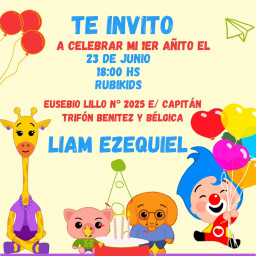 TE INVITO
A CELEBRAR MI 1ER AÑITO EL
23 DE JUNIO
18:00 HS
RUBIKIDS
EUSEBIO LILLO Nº 2025 E/ CAPITÁN
TRIFÓN BENITEZ Y BÉLGICA
LIAM EZEQUIEL